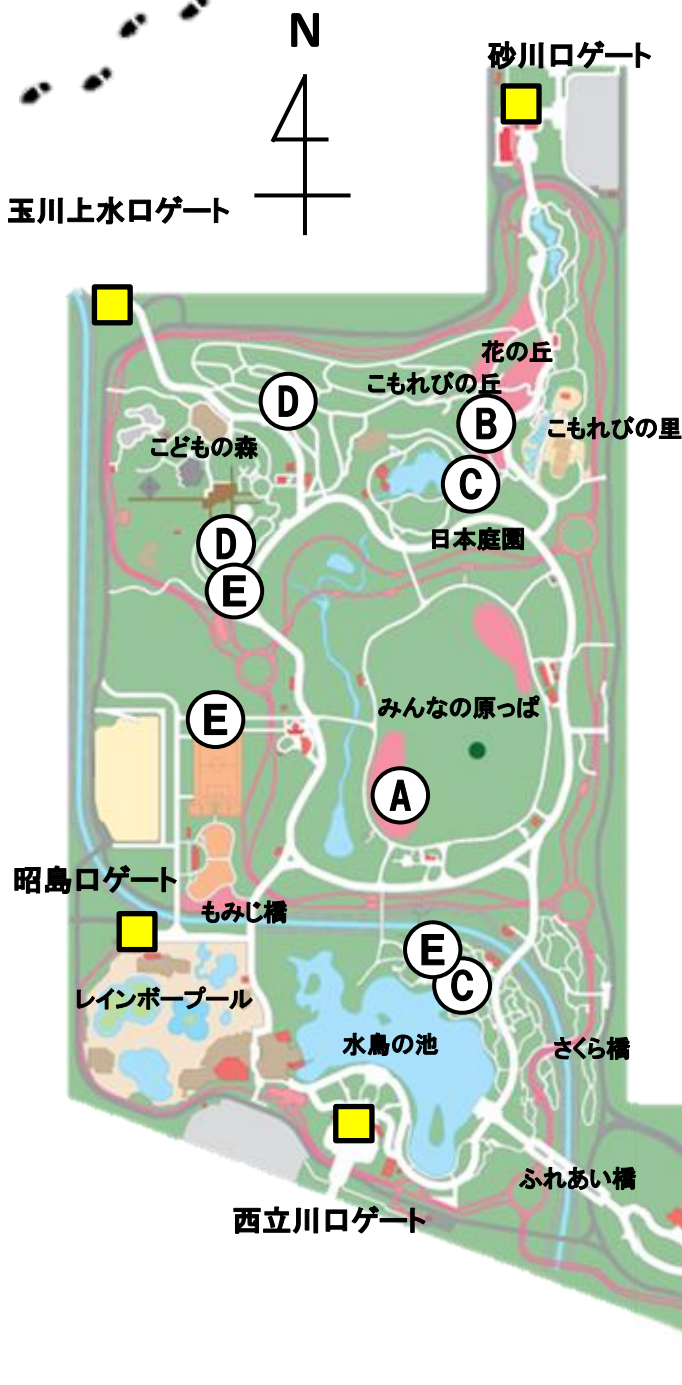 N
砂川口ゲート
玉川上水口ゲート
花の丘
こもれびの丘
D
B
こもれびの里
こどもの森
C
日本庭園
D
E
みんなの原っぱ
E
A
昭島口ゲート
もみじ橋
E
C
レインボープール
水鳥の池
さくら橋
ふれあい橋
西立川口ゲート